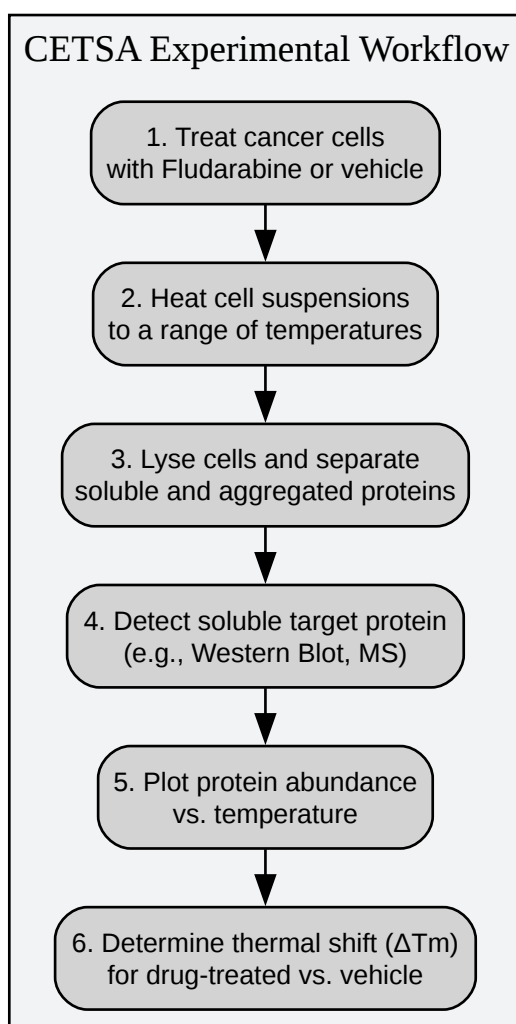 CETSA Experimental Workflow
1. Treat cancer cells
with Fludarabine or vehicle
2. Heat cell suspensions
to a range of temperatures
3. Lyse cells and separate
soluble and aggregated proteins
4. Detect soluble target protein
(e.g., Western Blot, MS)
5. Plot protein abundance
vs. temperature
6. Determine thermal shift (ΔTm)
for drug-treated vs. vehicle